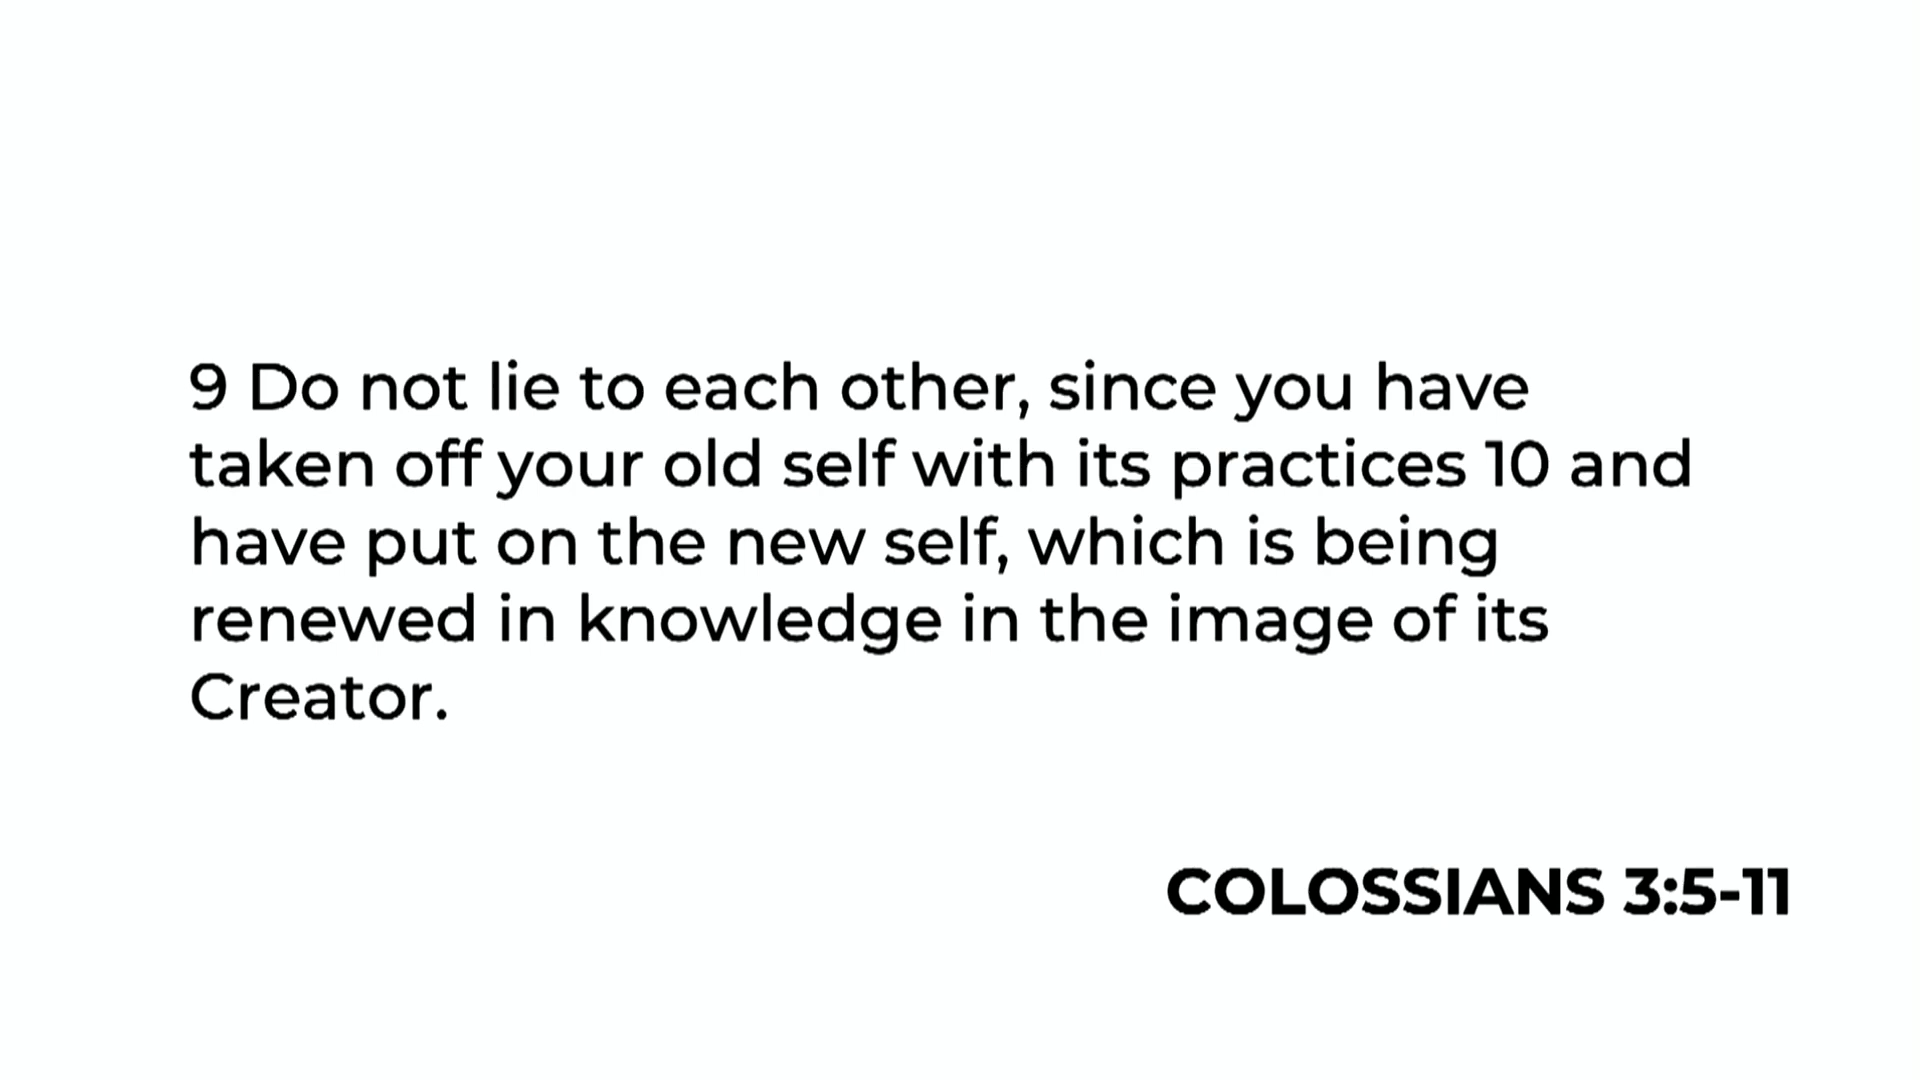 9 Do not lie to each other, since you have
taken off your old self with its practices 10 and
have put on the new self, which is being
renewed in knowledge in the image of its
Creator.
COLOSSIANS 3:5-11